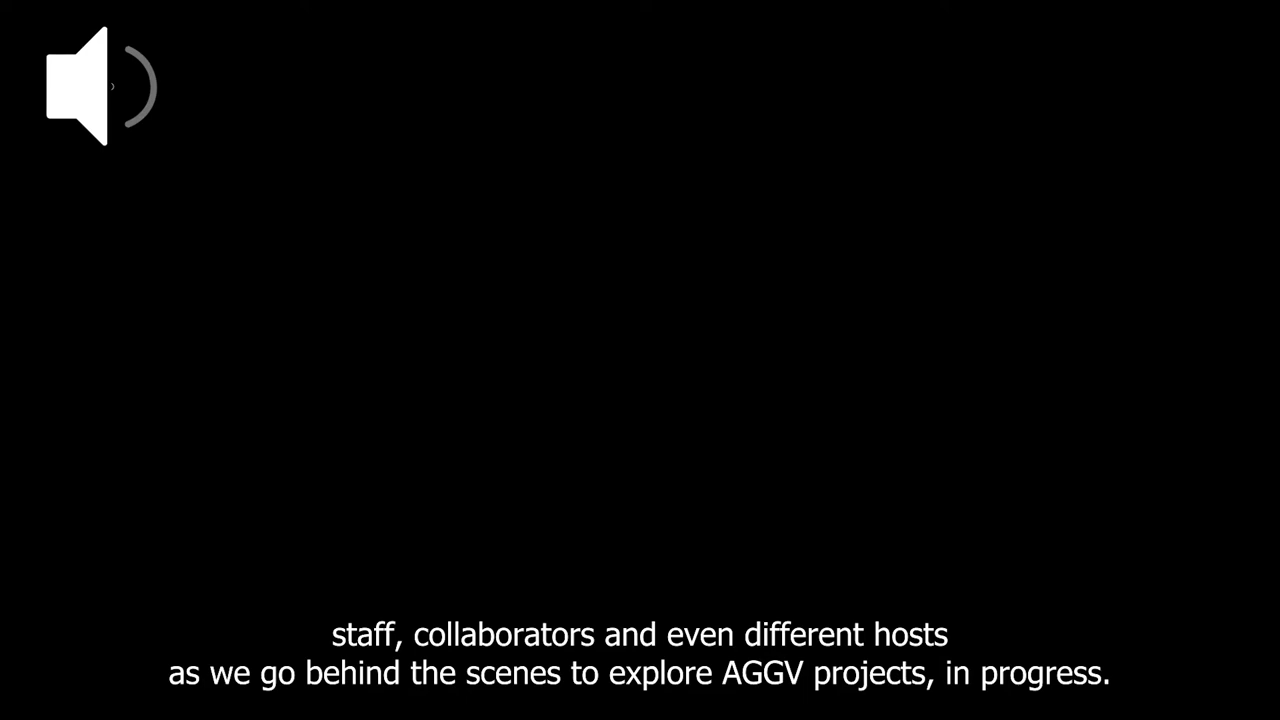 staff, collaborators and even different hosts
as we go behind the scenes to explore AGGV projects, in progress.